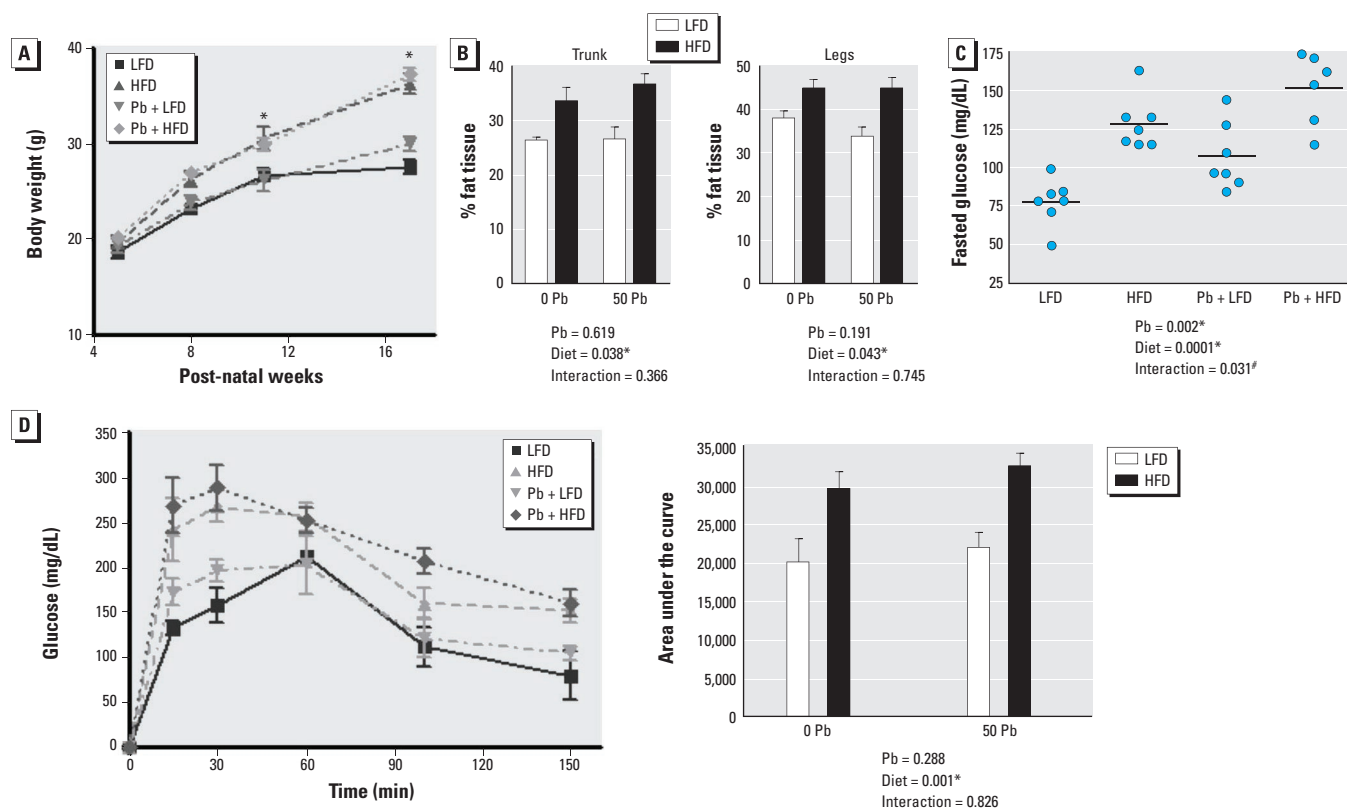 A
Body weight (g)
40
30
20
10
4
8
12
16
Post-natal weeks
LFD
HFD
Pb + LFD
Pb + HFD
*
*
B
LFD
HFD
Trunk
% fat tissue
40
30
20
10
0
0 Pb
50 Pb
Pb = 0.619
Diet = 0.038*
Interaction = 0.366
Legs
% fat tissue
50
40
30
20
10
0
0 Pb
50 Pb
Pb = 0.191
Diet = 0.043*
Interaction = 0.745
C
Fasted glucose (mg/dL)
175
150
125
100
75
50
25
LFD
HFD
Pb + LFD
Pb + HFD
Pb = 0.002*
Diet = 0.0001*
Interaction = 0.031#
D
Glucose (mg/dL)
350
300
250
200
150
100
50
0
0
30
60
90
120
150
Time (min)
LFD
HFD
Pb + LFD
Pb + HFD
Area under the curve
35,000
30,000
25,000
20,000
15,000
10,000
5,000
0
0 Pb
50 Pb
LFD
HFD
Pb = 0.288
Diet = 0.001*
Interaction = 0.826